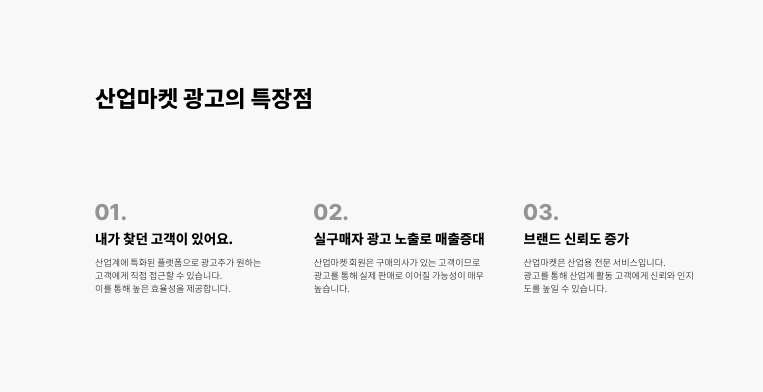 산업마켓 광고의 특장점
01.
내가 찾던 고객이 있어요.
산업계에 특화된 플랫폼으로 광고주가 원하는
고객에게 직접 접근할 수 있습니다.
이를 통해 높은 효율성을 제공합니다.
02.
실구매자 광고 노출로 매출증대
산업마켓 회원은 구매의사가 있는 고객이므로
광고를 통해 실제 판매로 이어질 가능성이 매우
높습니다.
03.
브랜드 신뢰도 증가
산업마켓은 산업용 전문 서비스입니다.
광고를 통해 산업계 활동 고객에게 신뢰와 인지
도를 높일 수 있습니다.